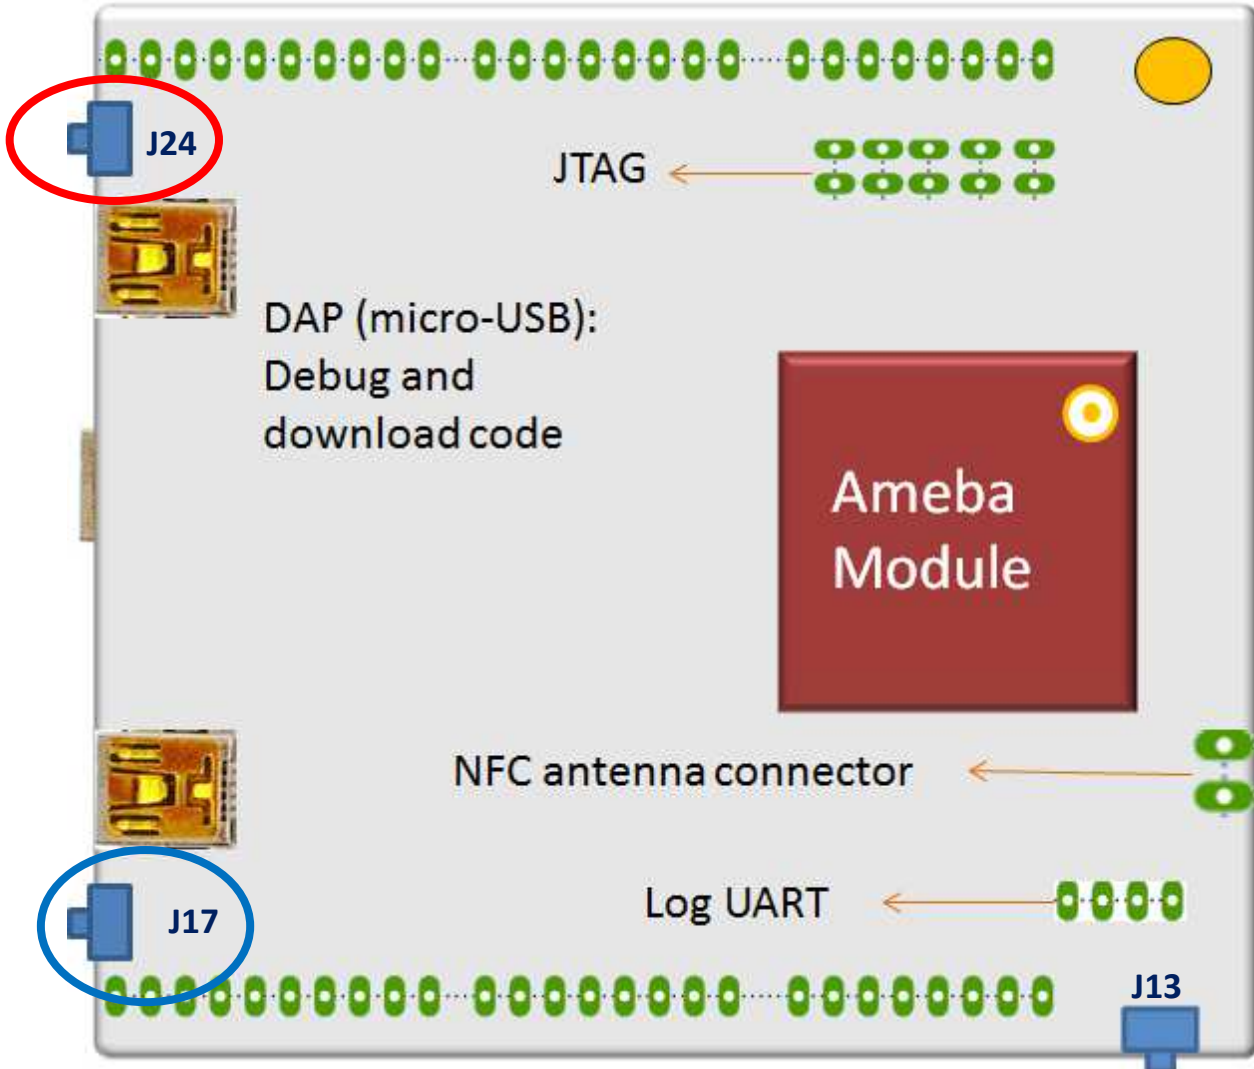 J24
JTAG
DAP (micro-USB):
Debug and
download code
Ameba
Module
NFC antenna connector
Log UART
J17
J13